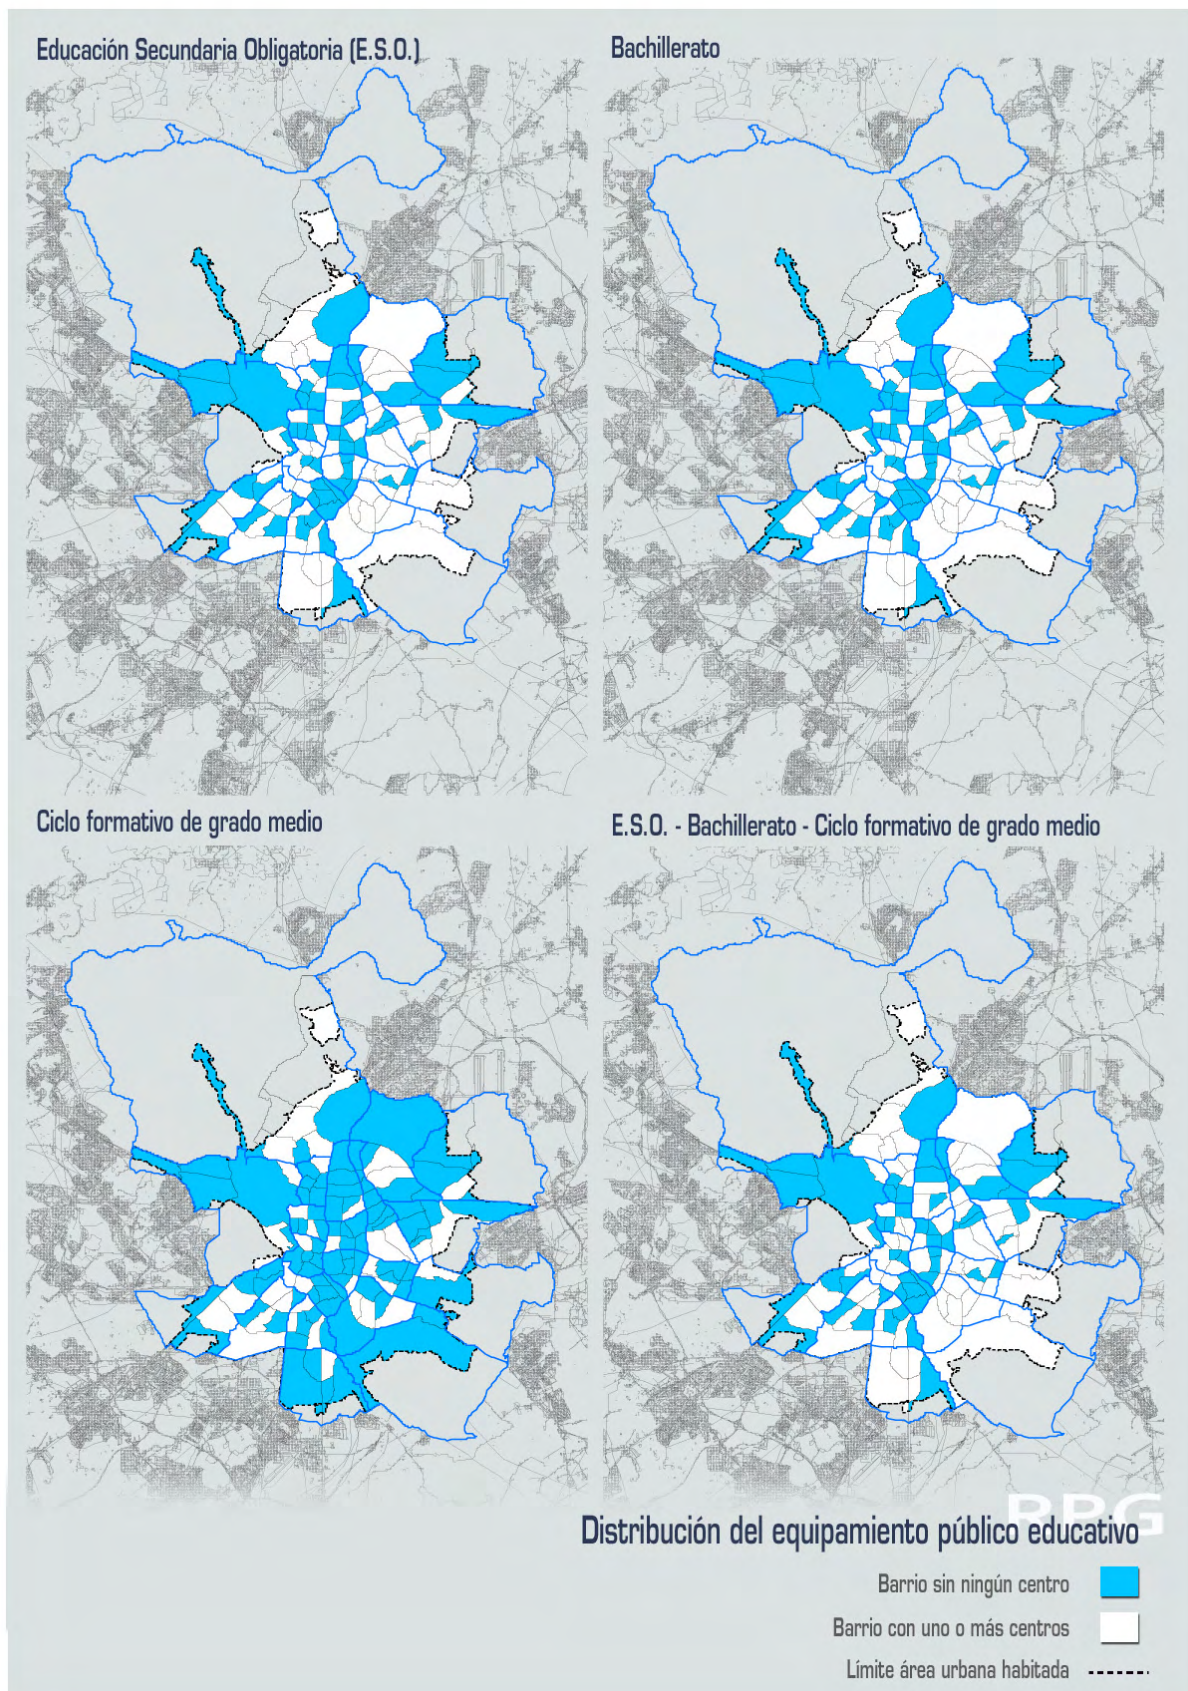 Educación Secundaria Obligatoria (E.S.O.)
Bachillerato
Ciclo formativo de grado medio
E.S.O. - Bachillerato - Ciclo formativo de grado medio
RPG
Distribución del equipamiento público educativo
Barrio sin ningún centro
Barrio con uno o más centros
Límite área urbana habitada